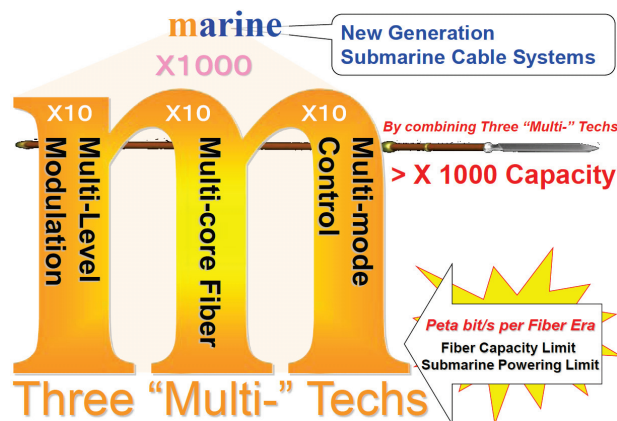 marine
New Generation
Submarine Cable Systems
X1000
X10
X10
X10
Multi-Level
Modulation
Multi-core Fiber
Multi-mode
Control
By combining Three “Multi-” Techs
> X 1000 Capacity
Peta bit/s per Fiber Era
Fiber Capacity Limit
Submarine Powering Limit
Three “Multi-” Techs